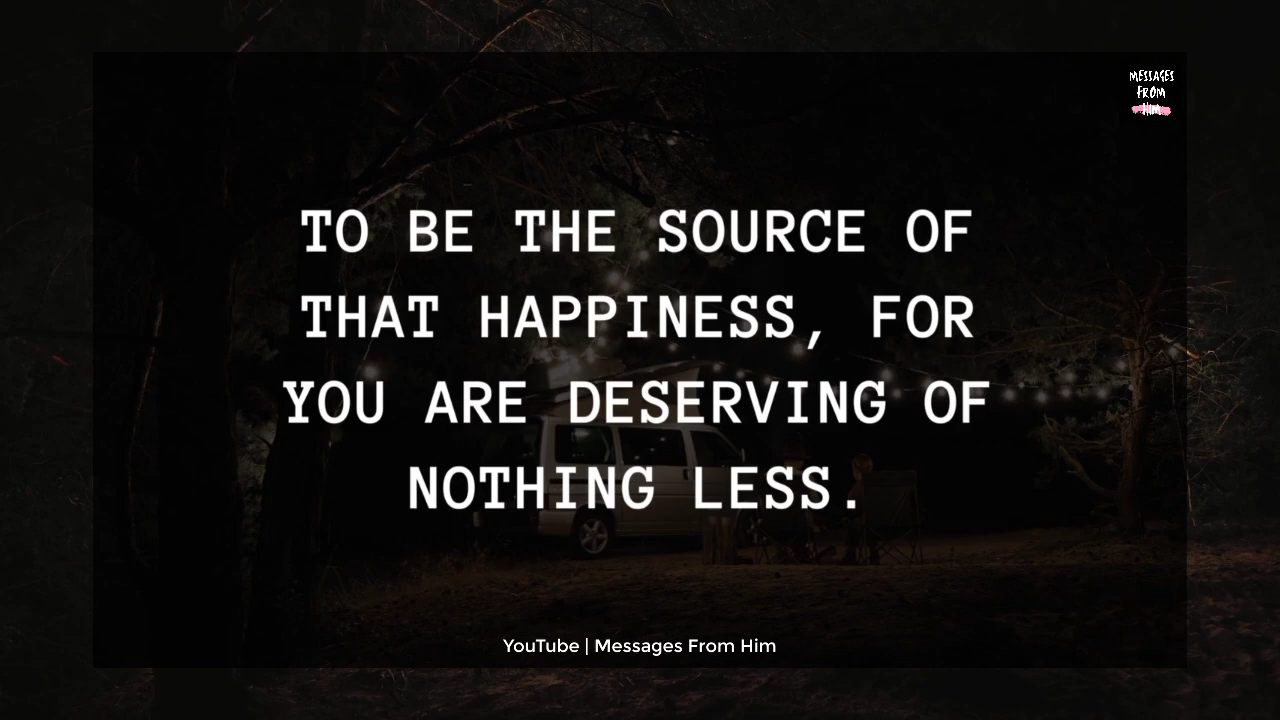 MESSAGES
FROM
HIM
TO BE THE SOURCE OF
THAT HAPPINESS, FOR
YOU ARE DESERVING OF
NOTHING LESS.
YouTube | Messages From Him